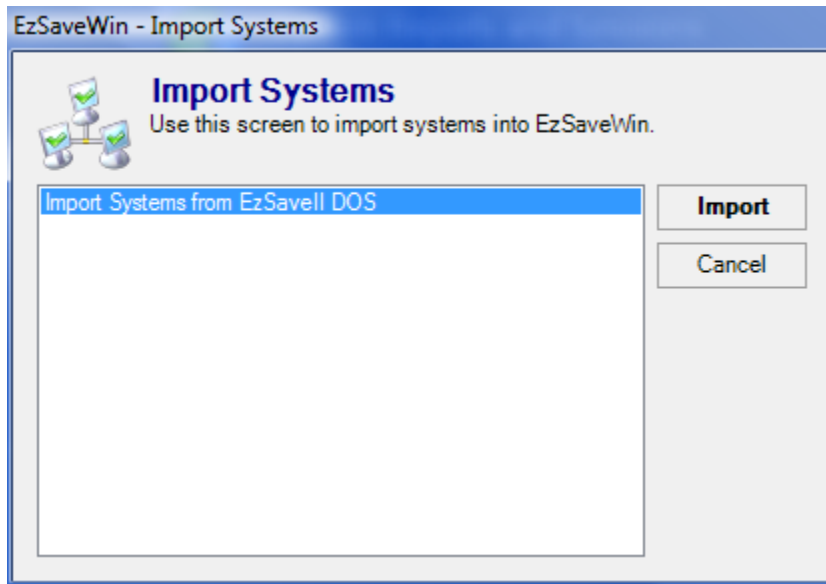 EzSaveWin - Import Systems
Import Systems
Use this screen to import systems into EzSaveWin.
Import Systems from EzSaveII DOS
Import
Cancel